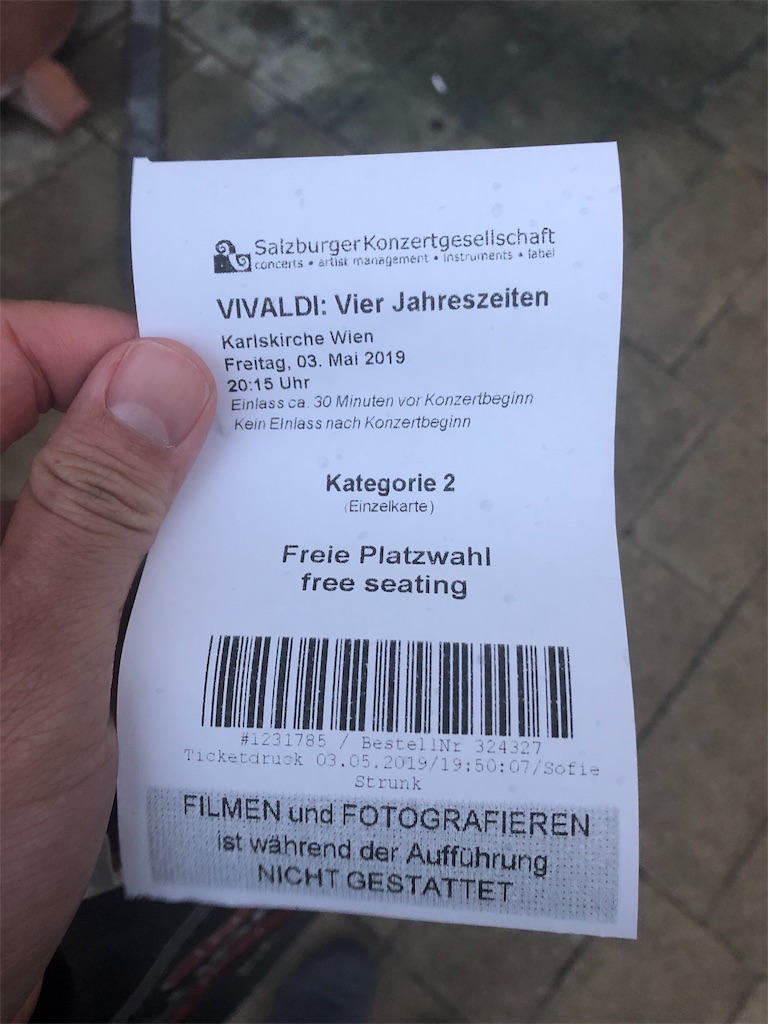 SalzburgerKonzertgesellschaft
concerts • artist management • instruments • label
VIVALDI: Vier Jahreszeiten
Karlskirche Wien
Freitag, 03. Mai 2019
20:15 Uhr
Einlass ca. 30 Minuten vor Konzertbeginn
Kein EInlass nach Konzertbeginn
Kategorie 2
(Einzelkarte)
Freie Platzwahl
free seating
#1231785 / BestellNr 324327
Ticketdruck 03.05.2019/19:50:07/Sofie
Strunk
FILMEN und FOTOGRAFIEREN
ist während der Aufführung
NICHT GESTATTET